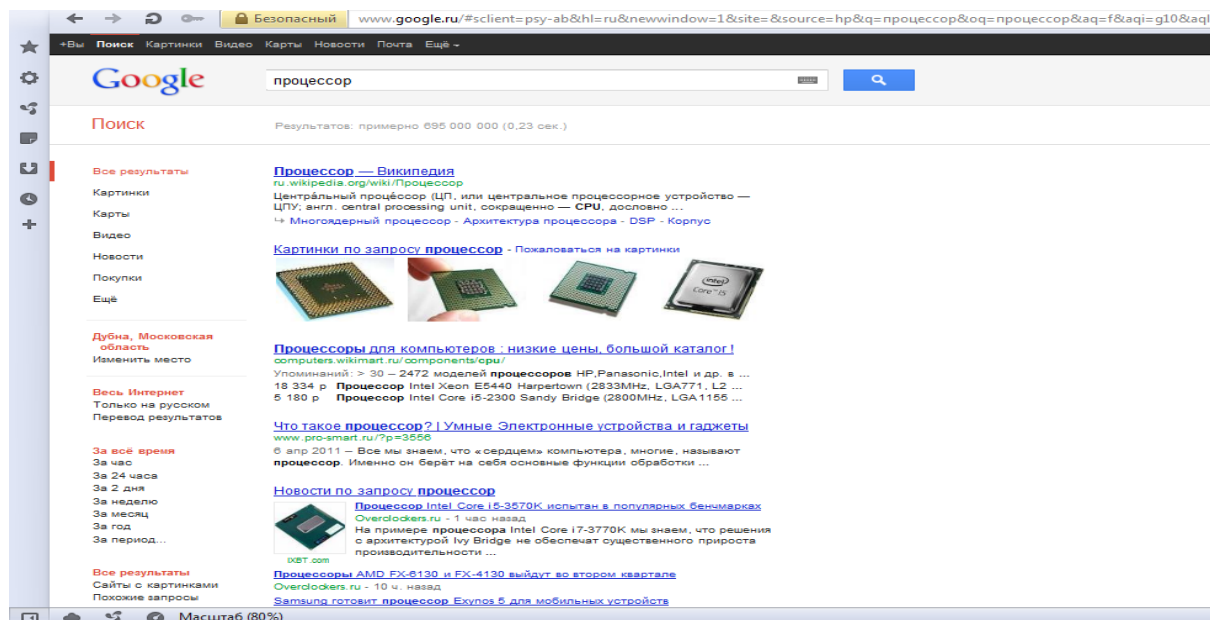 Безопасный www.google.ru/#sclient=psy-ab&hl=ru&newwindow=1&site=&source=hp&q=процессор&oq=процессор&aq=f&aqi=g10&aql
+Вы Поиск Картинки Видео Карты Новости Почта Ещё
Google процессор
Поиск Результатов: примерно 695 000 000 (0,23 сек.)
Все результаты
Картинки
Карты
Видео
Новости
Покупки
Ещё
Дубна, Московская
область
Изменить место
Весь Интернет
Только на русском
Перевод результатов
За всё время
За час
За 24 часа
За 2 дня
За неделю
За месяц
За год
За период...
Все результаты
Сайты с картинками
Похожие запросы
Процессор — Википедия
ru.wikipedia.org/wiki/Процессор
Центра́льный проце́ссор (ЦП, или центральное процессорное устройство —
ЦПУ; англ. central processing unit, сокращенно — CPU, дословно ...
↳ Многоядерный процессор - Архитектура процессора - DSP - Корпус
Картинки по запросу процессор - Пожаловаться на картинки
intel
Core i5
Процессоры для компьютеров : низкие цены, большой каталог!
computers.wikimart.ru/components/cpu/
Упоминаний: > 30 – 2472 моделей процессоров HP,Panasonic,Intel и др. в ...
18 334 р Процессор Intel Xeon E5440 Harpertown (2833MHz, LGA771, L2 ...
5 180 р Процессор Intel Core i5-2300 Sandy Bridge (2800MHz, LGA1155 ...
Что такое процессор? | Умные Электронные устройства и гаджеты
www.pro-smart.ru/?p=3556
6 апр 2011 – Все мы знаем, что «сердцем» компьютера, многие, называют
процессор. Именно он берёт на себя основные функции обработки ...
Новости по запросу процессор
Процессор Intel Core i5-3570K испытан в популярных бенчмарках
Overclockers.ru - 1 час назад
На примере процессора Intel Core i7-3770K мы знаем, что решения
с архитектурой Ivy Bridge не обеспечат существенного прироста
производительности ...
iXBT.com
Процессоры AMD FX-6130 и FX-4130 выйдут во втором квартале
Overclockers.ru - 10 ч. назад
Samsung готовит процессор Exynos 5 для мобильных устройств
Масштаб (80%)